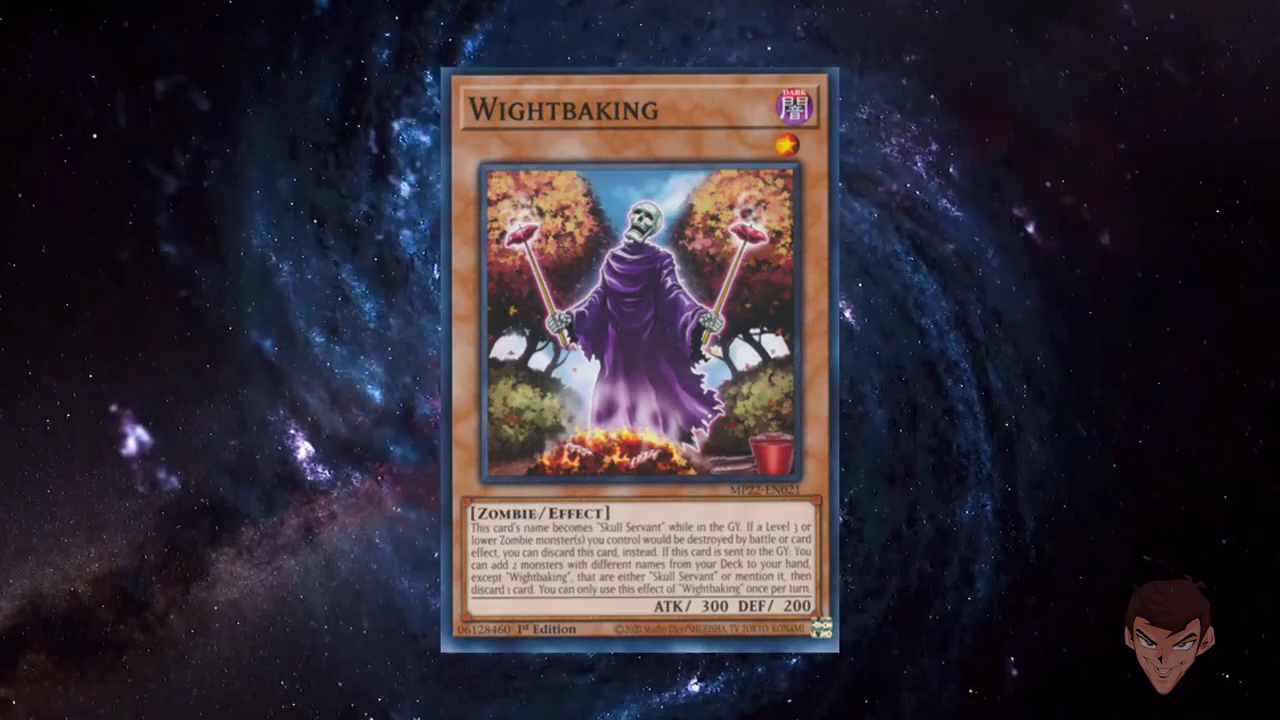 WIGHTBAKING
DARK
闇
MP22-EN021
[ZOMBIE/EFFECT]
This card's name becomes "Skull Servant" while in the GY. If a Level 3 or
lower Zombie monster(s) you control would be destroyed by battle or card
effect, you can discard this card, instead. If this card is sent to the GY: You
can add 2 monsters with different names from your Deck to your hand,
except "Wightbaking", that are either "Skull Servant" or mention it, then
discard 1 card. You can only use this effect of "Wightbaking" once per turn.
ATK/ 300 DEF/ 200
06128460 1st Edition ©2020 Studio Dice/SHUEISHA, TV TOKYO, KONAMI